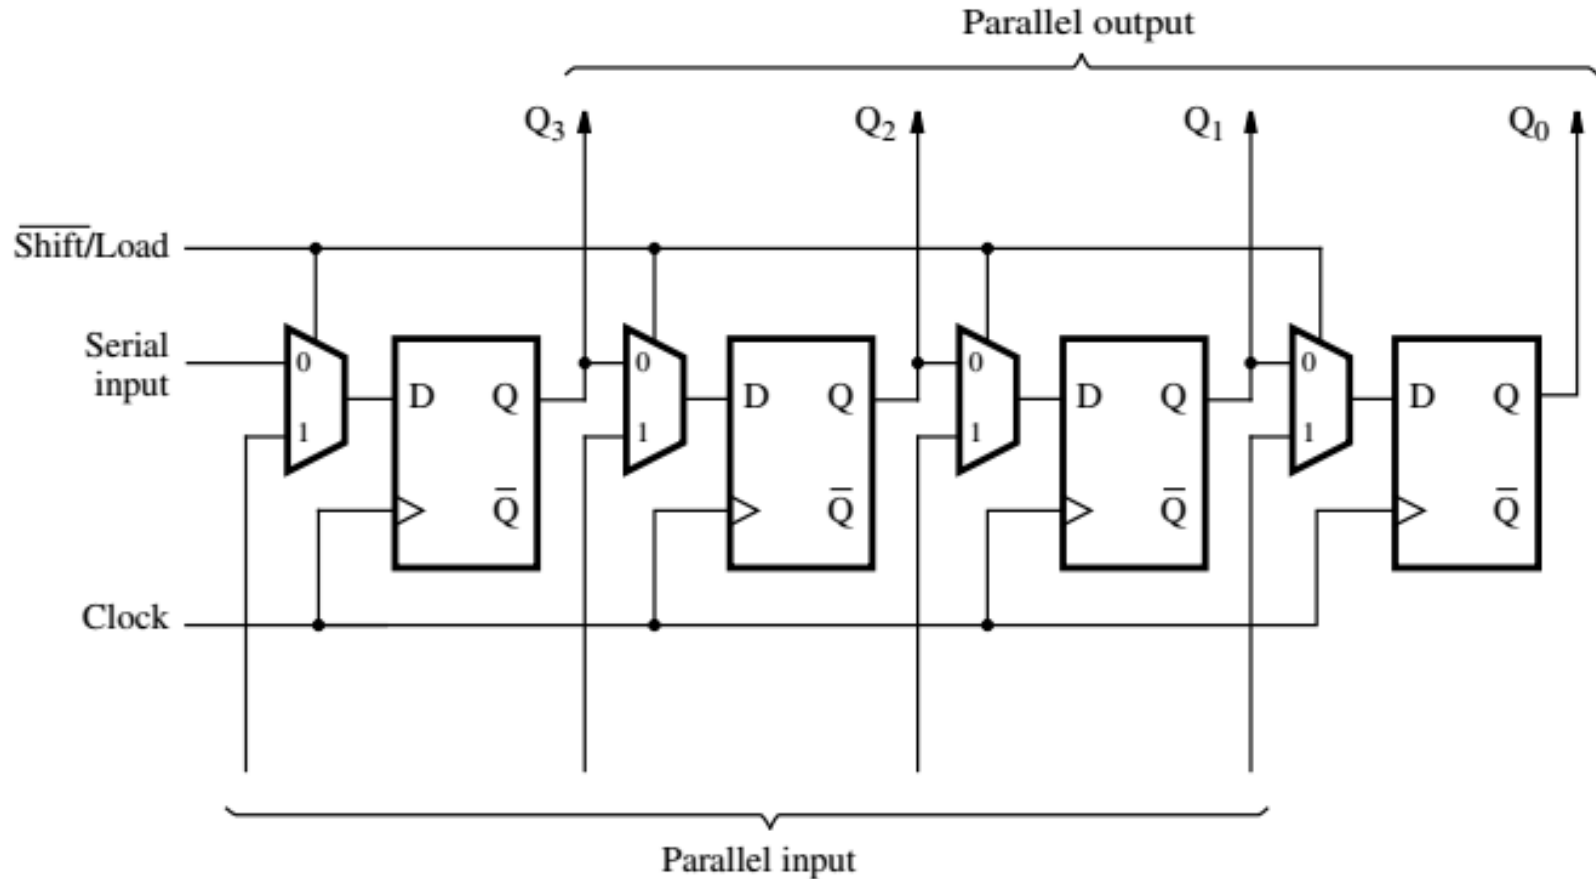 Parallel output
Q3 Q2 Q1 Q0
Shift/Load
Serial
input
0 0 0 0
D Q D Q D Q D Q
1 1 1 1
Q̅ Q̅ Q̅ Q̅
Clock
Parallel input